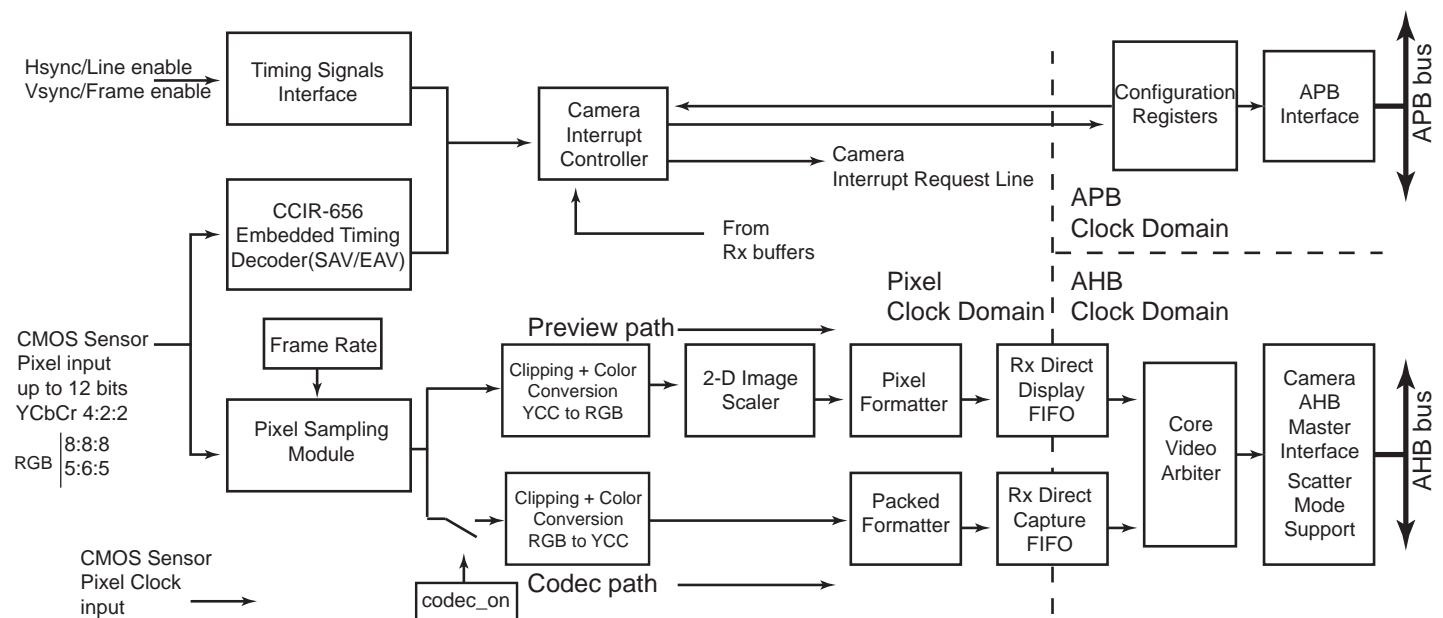 Hsync/Line enable
Vsync/Frame enable
Timing Signals
Interface
Camera
Interrupt
Controller
Configuration
Registers
APB
Interface
APB bus
Camera
Interrupt Request Line
CCIR-656
Embedded Timing
Decoder(SAV/EAV)
From
Rx buffers
APB
Clock Domain
Pixel
Clock Domain
AHB
Clock Domain
CMOS Sensor
Pixel input
up to 12 bits
YCbCr 4:2:2
RGB
8:8:8
5:6:5
Frame Rate
Pixel Sampling
Module
Preview path
Clipping + Color
Conversion
YCC to RGB
2-D Image
Scaler
Pixel
Formatter
Rx Direct
Display
FIFO
Core
Video
Arbiter
Camera
AHB
Master
Interface
Scatter
Mode
Support
AHB bus
Clipping + Color
Conversion
RGB to YCC
Packed
Formatter
Rx Direct
Capture
FIFO
Codec path
codec_on
CMOS Sensor
Pixel Clock
input